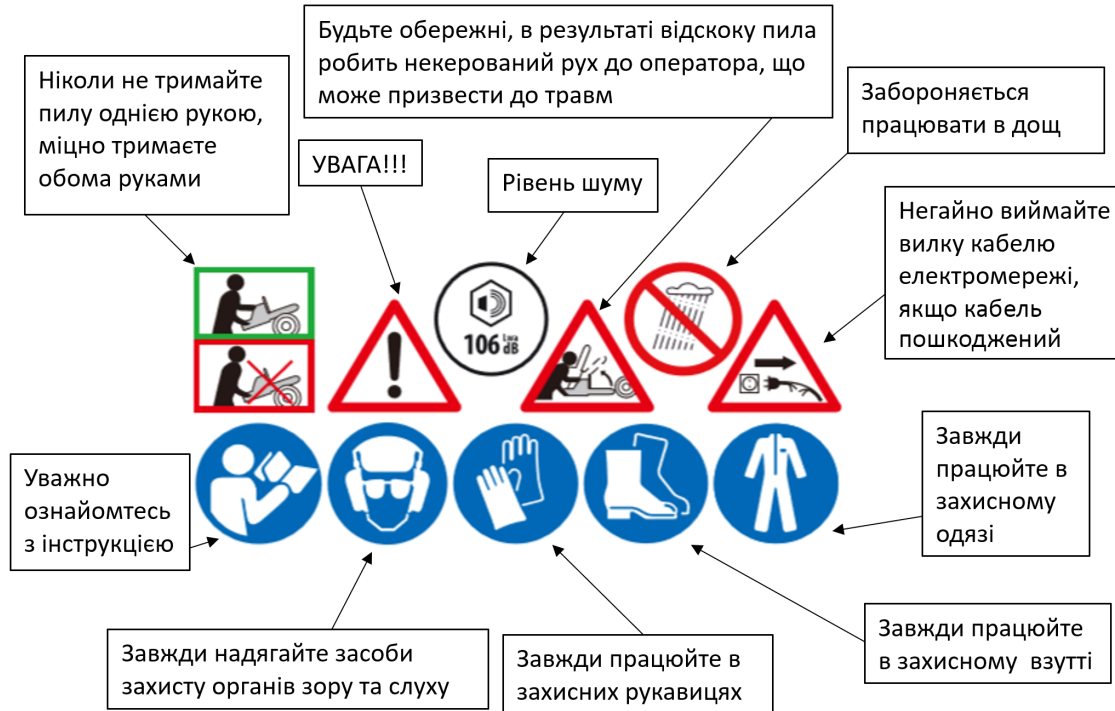 Будьте обережні, в результаті відскоку пила
робить некерований рух до оператора, що
може призвести до травм
Ніколи не тримайте
пилу однією рукою,
міцно тримаєте
обома руками
УВАГА!!!
Рівень шуму
Забороняється
працювати в дощ
Негайно виймайте
вилку кабелю
електромережі,
якщо кабель
пошкоджений
106 Lwa dB
Уважно
ознайомтесь
з інструкцією
Завжди
працюйте в
захисному
одязі
Завжди надягайте засоби
захисту органів зору та слуху
Завжди працюйте в
захисних рукавицях
Завжди працюйте
в захисному взутті